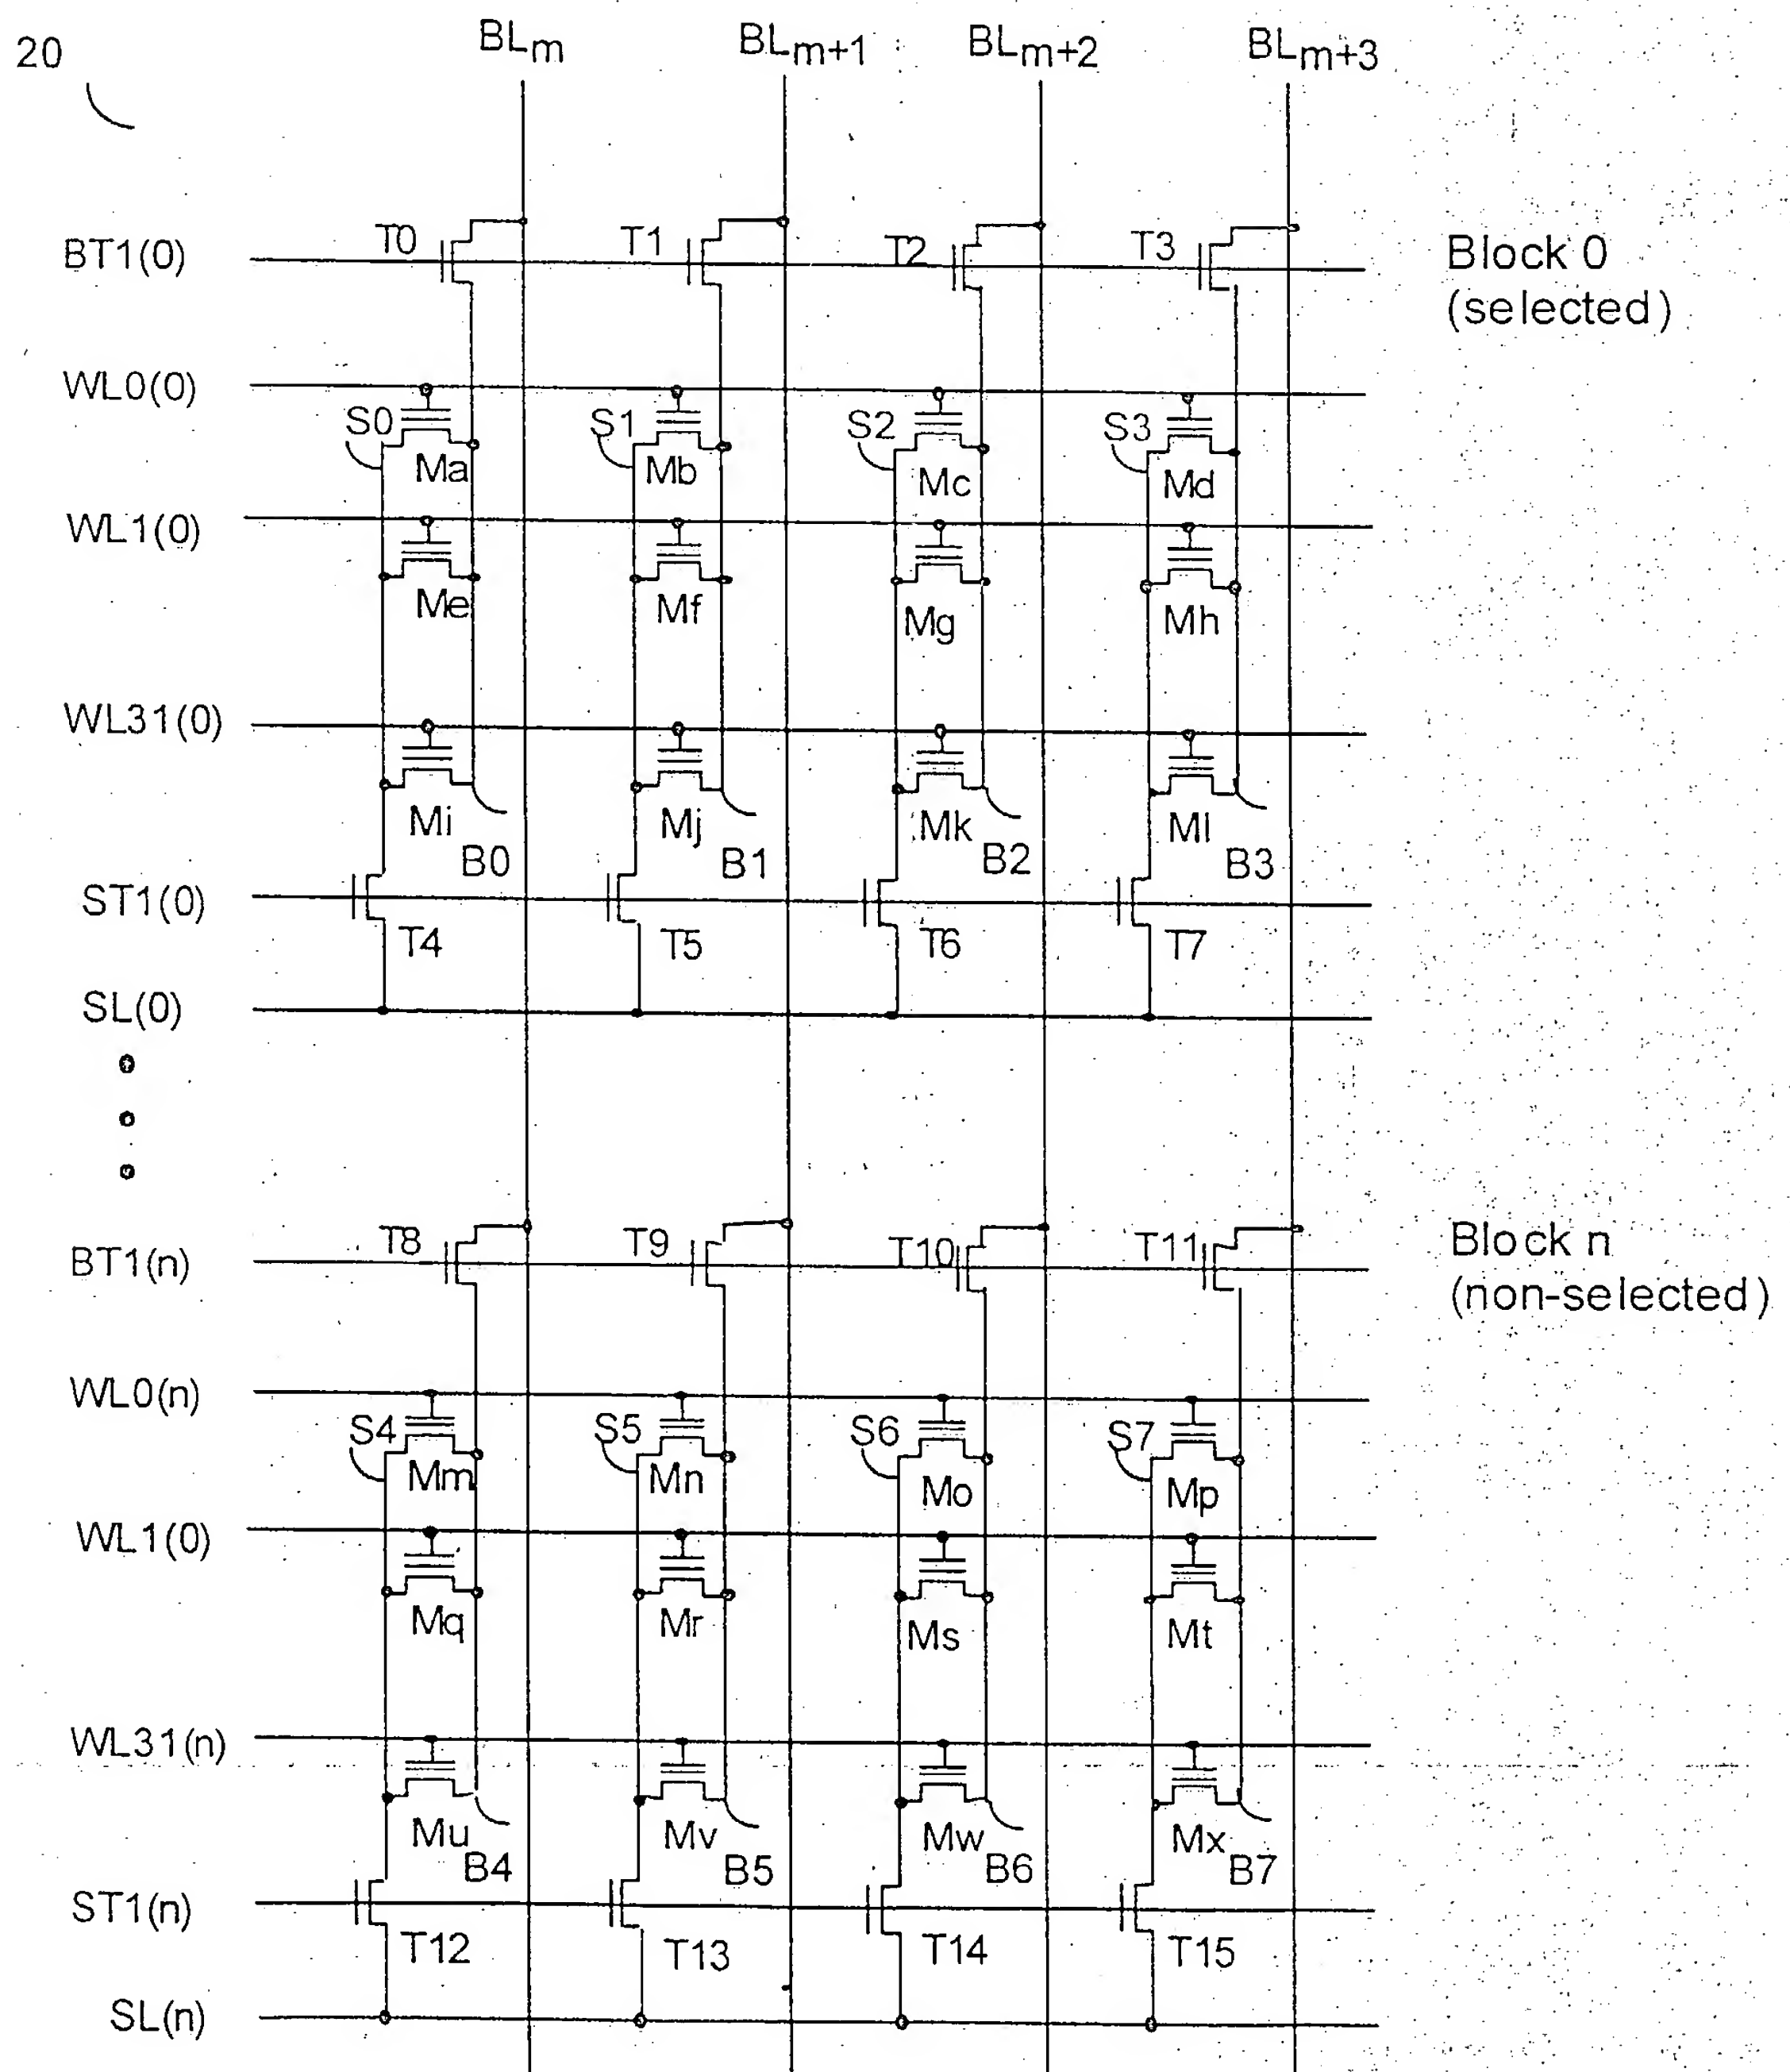 20
BLm BLm+1 BLm+2 BLm+3
BT1(0) T0 T1 T2 T3 Block 0
(selected)
WL0(0)
S0 S1 S2 S3
Ma Mb Mc Md
WL1(0)
Me Mf Mg Mh
WL31(0)
Mi Mj Mk Ml
B0 B1 B2 B3
ST1(0)
T4 T5 T6 T7
SL(0)
BT1(n) T8 T9 T10 T11 Block n
(non-selected)
WL0(n)
S4 S5 S6 S7
Mm Mn Mo Mp
WL1(0)
Mq Mr Ms Mt
WL31(n)
Mu Mv Mw Mx
B4 B5 B6 B7
ST1(n)
T12 T13 T14 T15
SL(n)